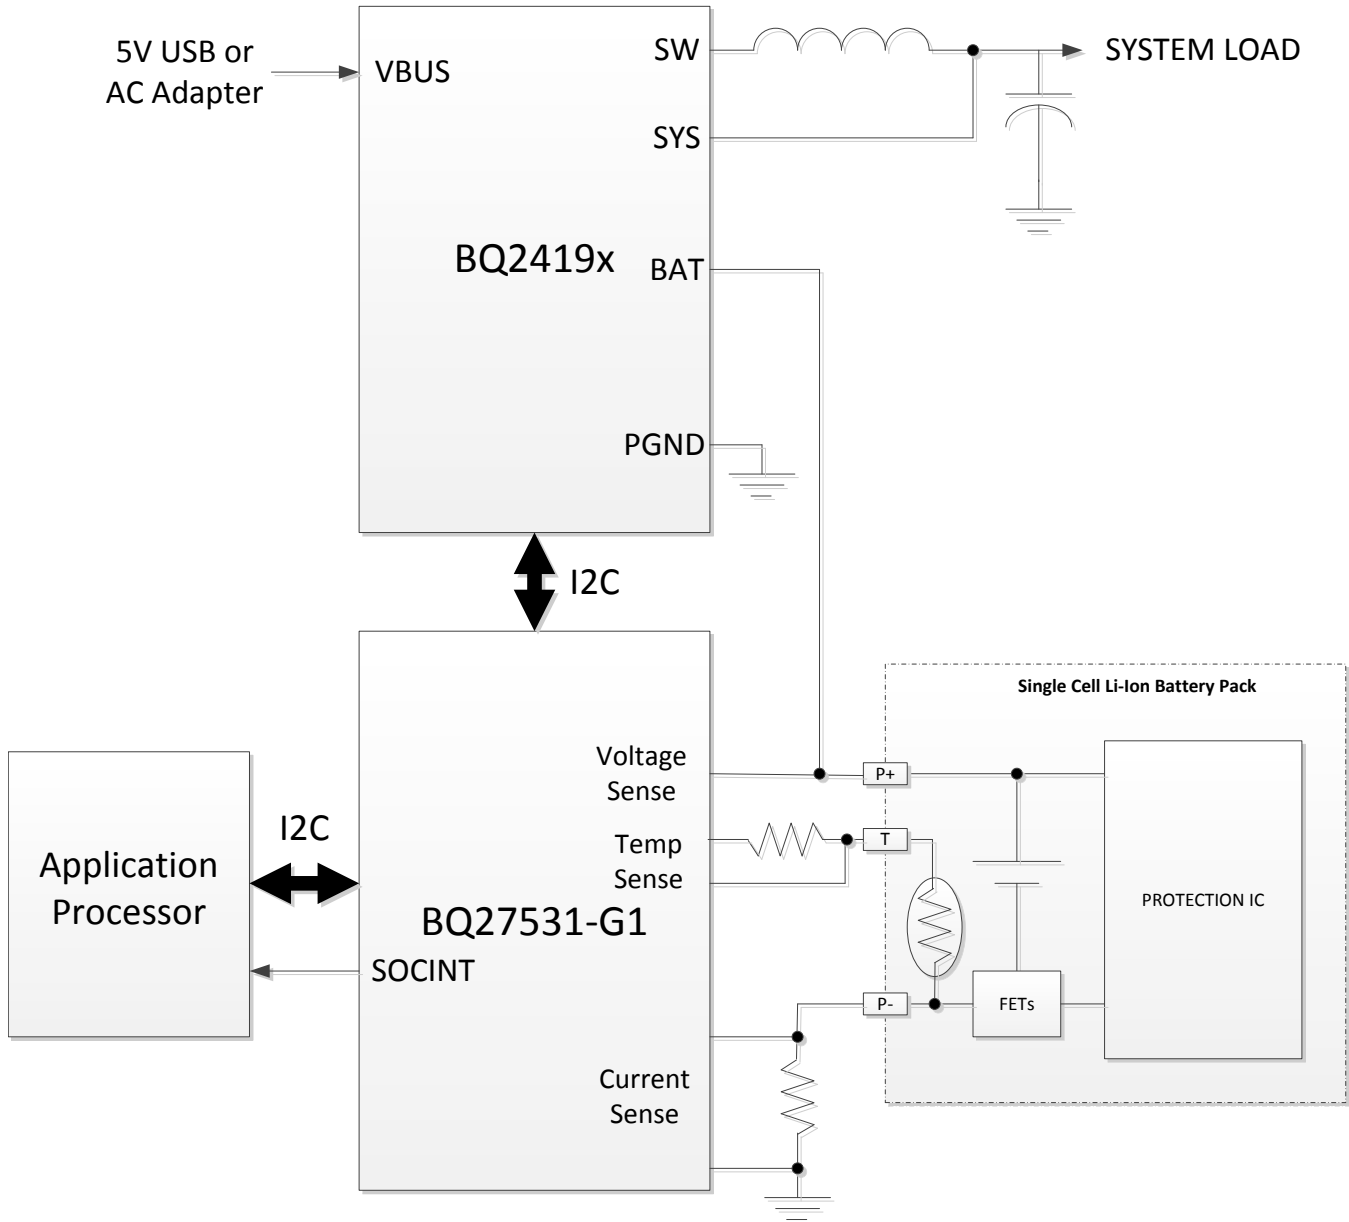 5V USB or
AC Adapter
VBUS
SW
SYSTEM LOAD
SYS
BQ2419x
BAT
PGND
I2C
Single Cell Li-Ion Battery Pack
Voltage
Sense
P+
Temp
Sense
T
I2C
Application
Processor
BQ27531-G1
PROTECTION IC
SOCINT
P-
FETs
Current
Sense